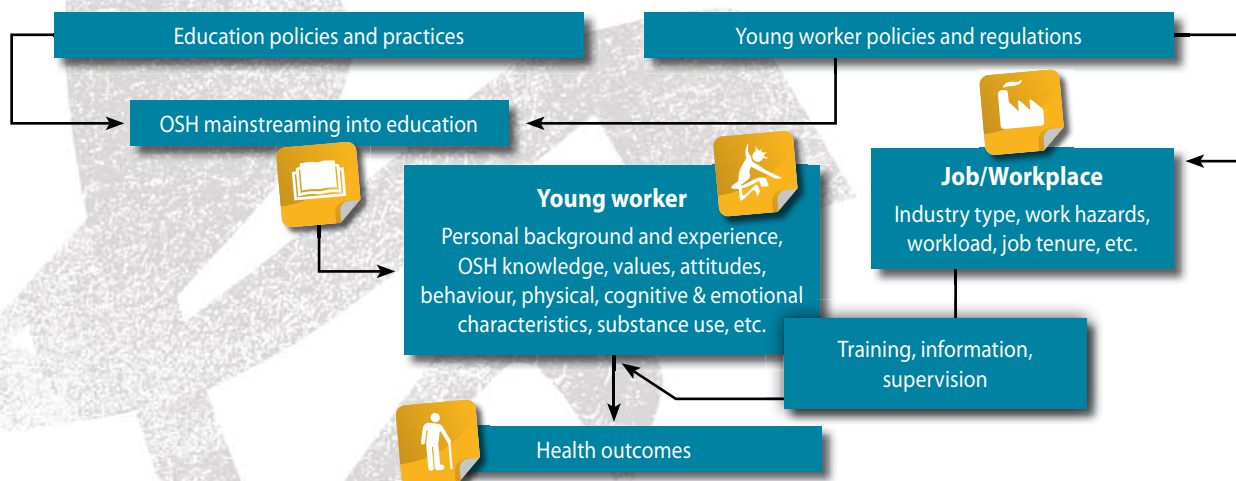 Education policies and practices
Young worker policies and regulations
OSH mainstreaming into education
Young worker
Personal background and experience,
OSH knowledge, values, attitudes,
behaviour, physical, cognitive & emotional
characteristics, substance use, etc.
Job/Workplace
Industry type, work hazards,
workload, job tenure, etc.
Training, information,
supervision
Health outcomes